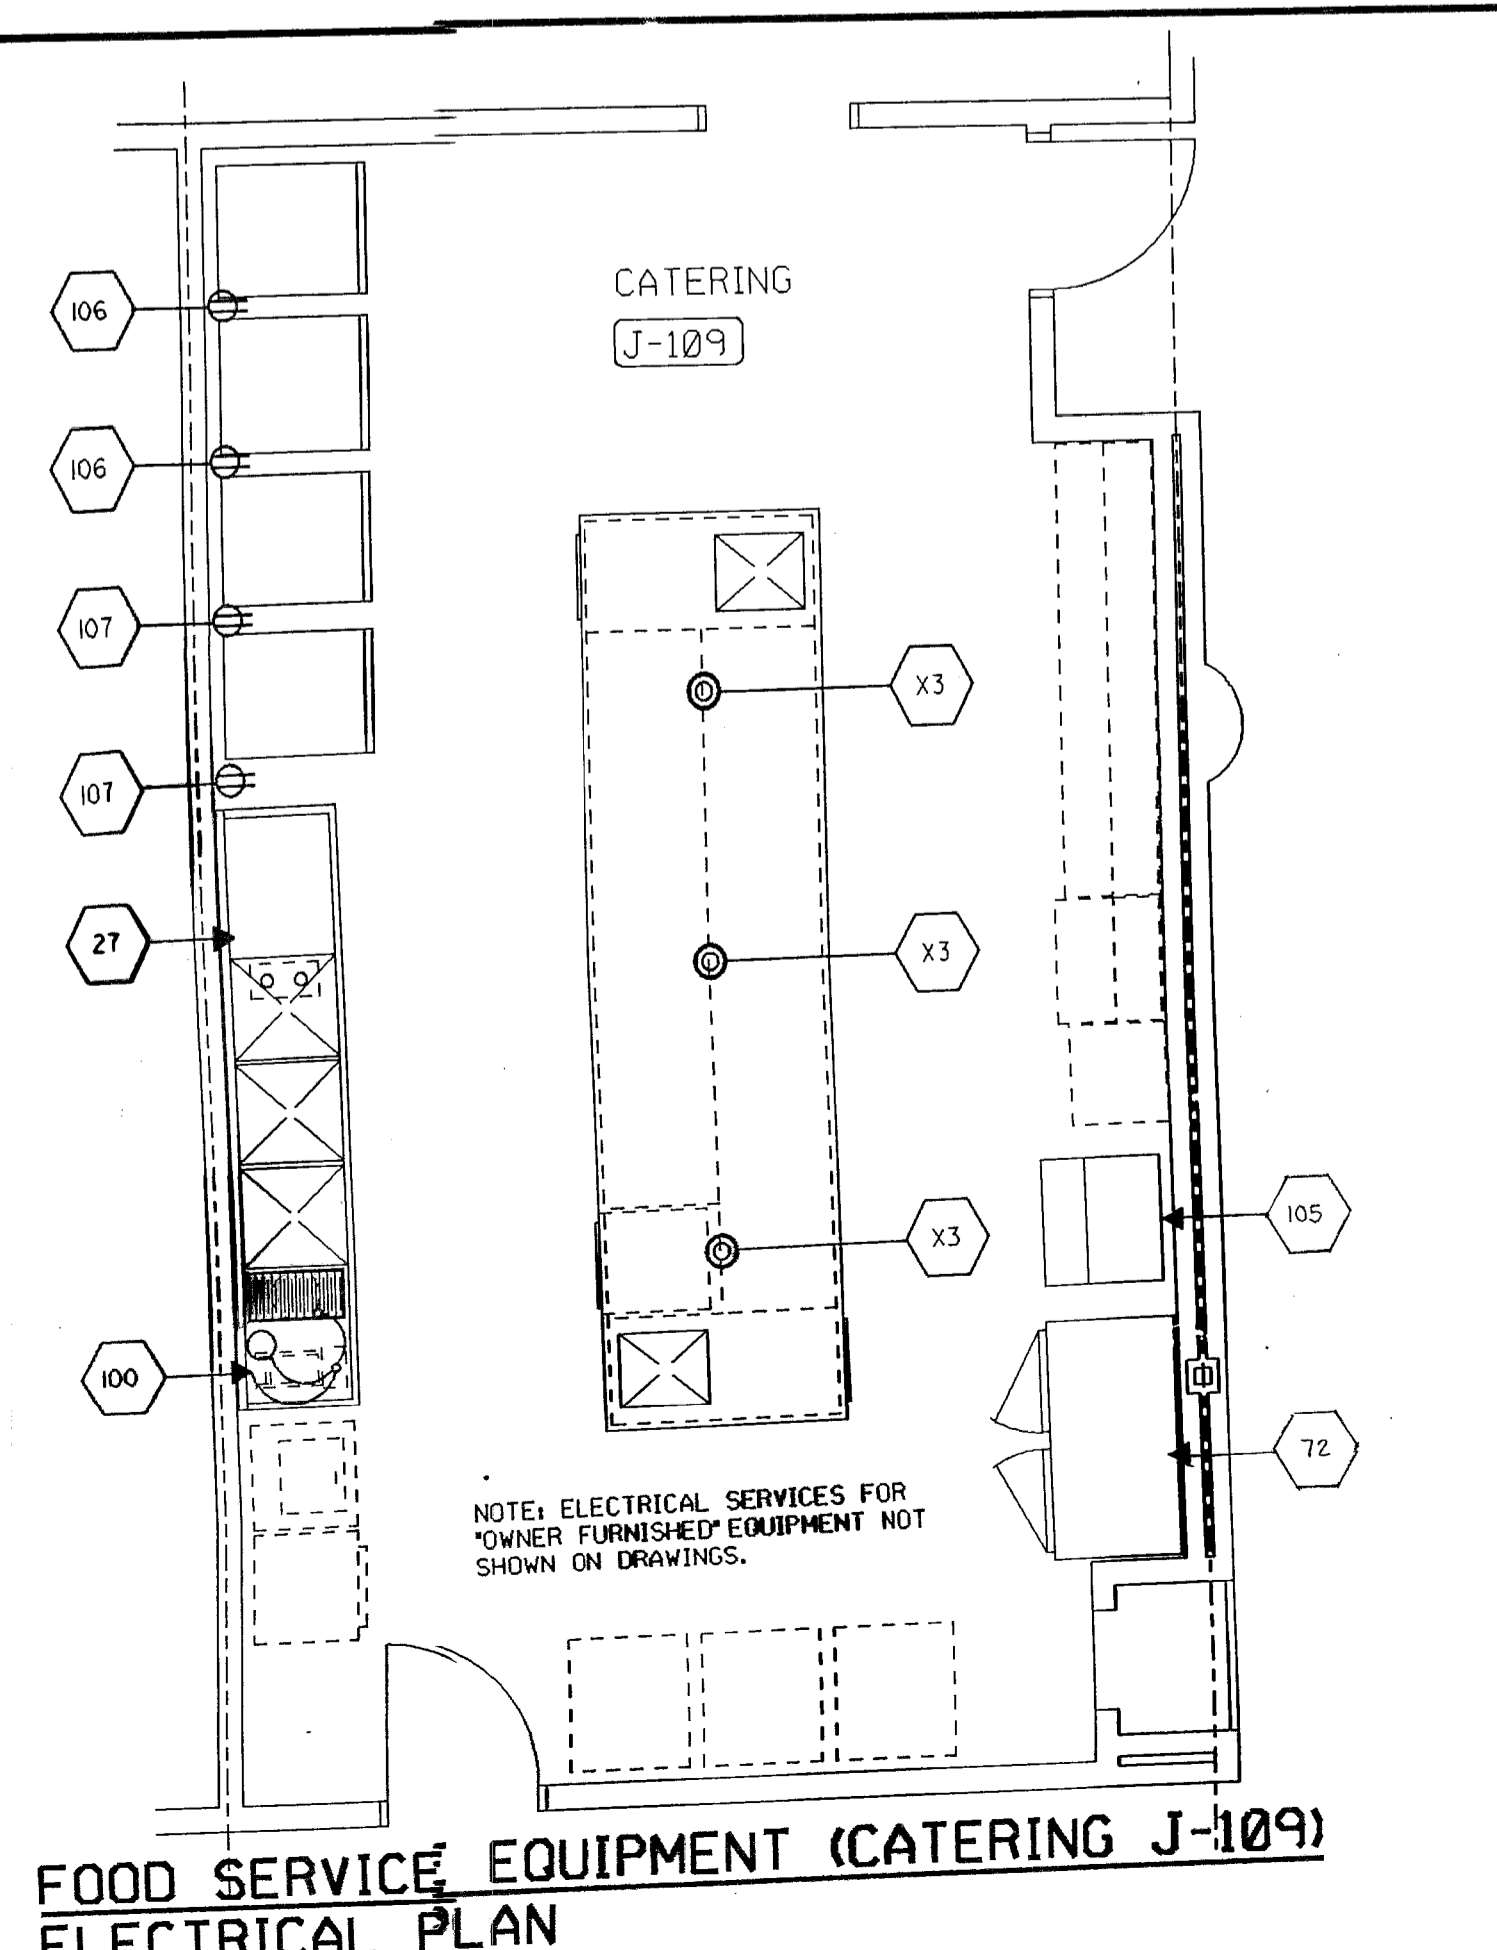 CATERING
J-109
106
106
107
107
27
100
X3
X3
X3
105
72
NOTE: ELECTRICAL SERVICES FOR
"OWNER FURNISHED" EQUIPMENT NOT
SHOWN ON DRAWINGS.
FOOD SERVICE EQUIPMENT (CATERING J-109)
ELECTRICAL PLAN